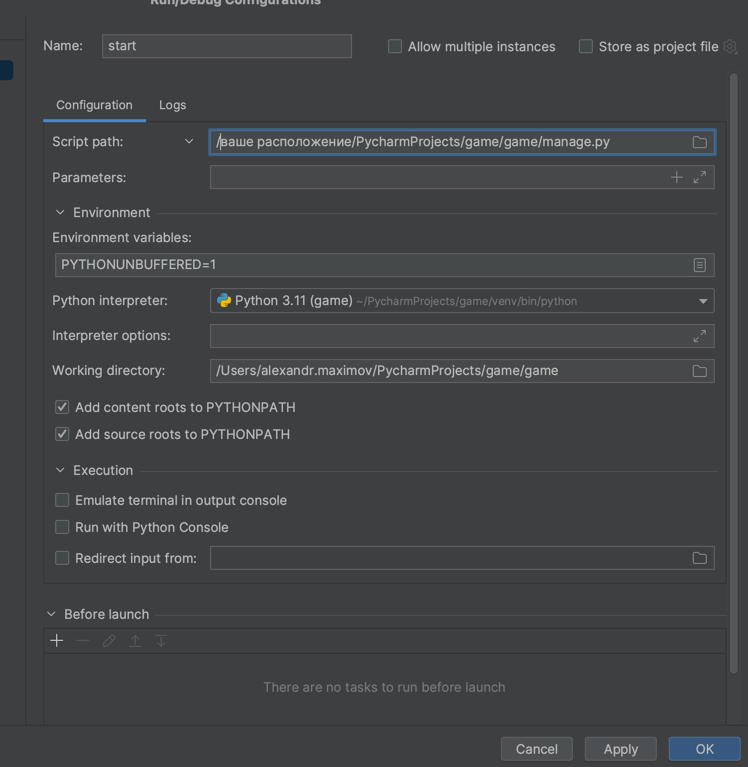 Run/Debug Configurations
Name: start Allow multiple instances Store as project file
Configuration Logs
Script path: /ваше расположение/PycharmProjects/game/game/manage.py
Parameters:
Environment
Environment variables:
PYTHONUNBUFFERED=1
Python interpreter: Python 3.11 (game) ~/PycharmProjects/game/venv/bin/python
Interpreter options:
Working directory: /Users/alexandr.maximov/PycharmProjects/game/game
Add content roots to PYTHONPATH
Add source roots to PYTHONPATH
Execution
Emulate terminal in output console
Run with Python Console
Redirect input from:
Before launch
There are no tasks to run before launch
Cancel Apply OK